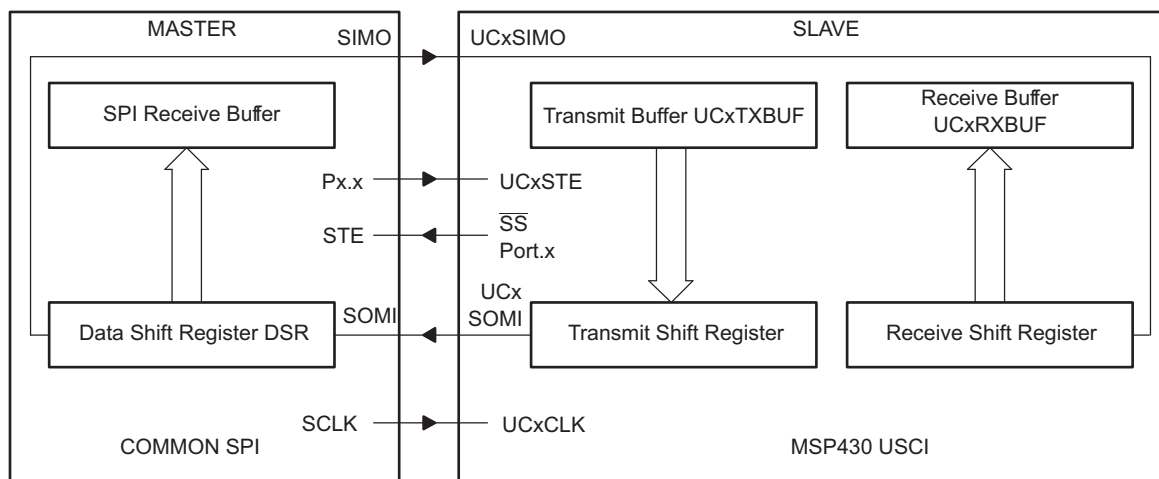 MASTER
SLAVE
SIMO
UCxSIMO
SPI Receive Buffer
Transmit Buffer UCxTXBUF
Receive Buffer
UCxRXBUF
Px.x
UCxSTE
STE
SS
Port.x
UCx
SOMI
SOMI
Data Shift Register DSR
Transmit Shift Register
Receive Shift Register
SCLK
UCxCLK
COMMON SPI
MSP430 USCI